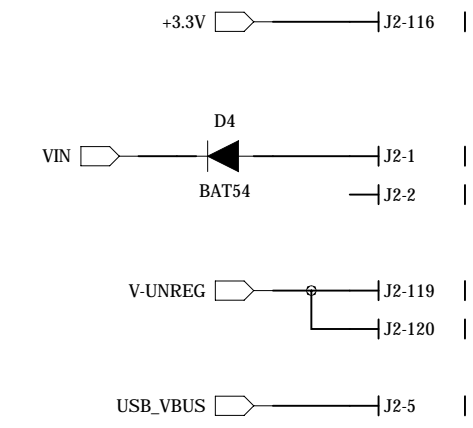 +3.3V J2-116
D4
VIN J2-1
BAT54 J2-2
V-UNREG J2-119
J2-120
USB_VBUS J2-5